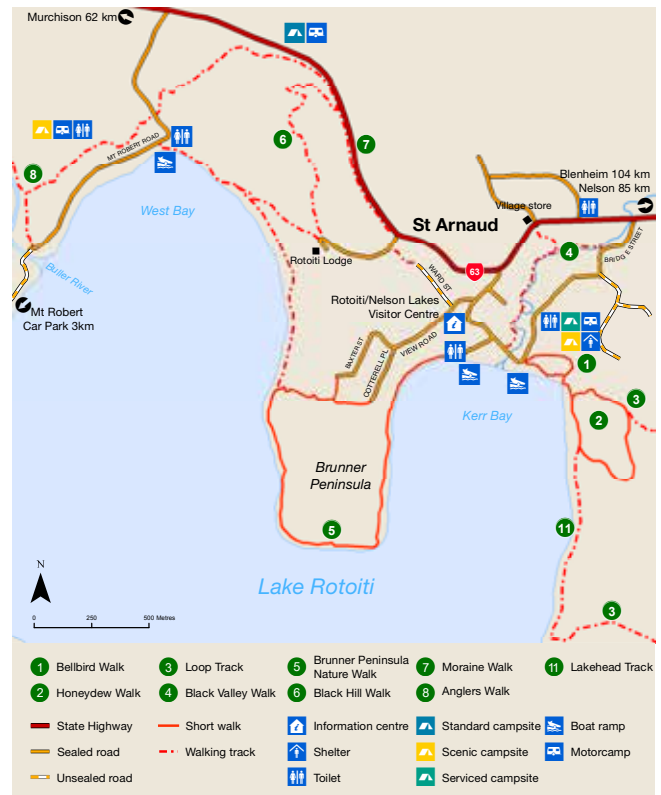 Murchison 62 km
6
7
MT ROBERT ROAD
8
West Bay
Blenheim 104 km
Nelson 85 km
Village store
St Arnaud
4
BRIDGE STREET
Rotoiti Lodge
WARD ST
63
Buller River
Mt Robert
Car Park 3km
Rotoiti/Nelson Lakes
Visitor Centre
i
BAXTER ST
COTTERELL PL
VIEW ROAD
1
3
2
Kerr Bay
Brunner
Peninsula
5
11
N
Lake Rotoiti
0 250 500 Metres
3
1 Bellbird Walk
3 Loop Track
5 Brunner Peninsula
Nature Walk
7 Moraine Walk
11 Lakehead Track
2 Honeydew Walk
4 Black Valley Walk
6 Black Hill Walk
8 Anglers Walk
State Highway
Short walk
i Information centre
Standard campsite
Boat ramp
Sealed road
Walking track
Shelter
Scenic campsite
Motorcamp
Unsealed road
Toilet
Serviced campsite